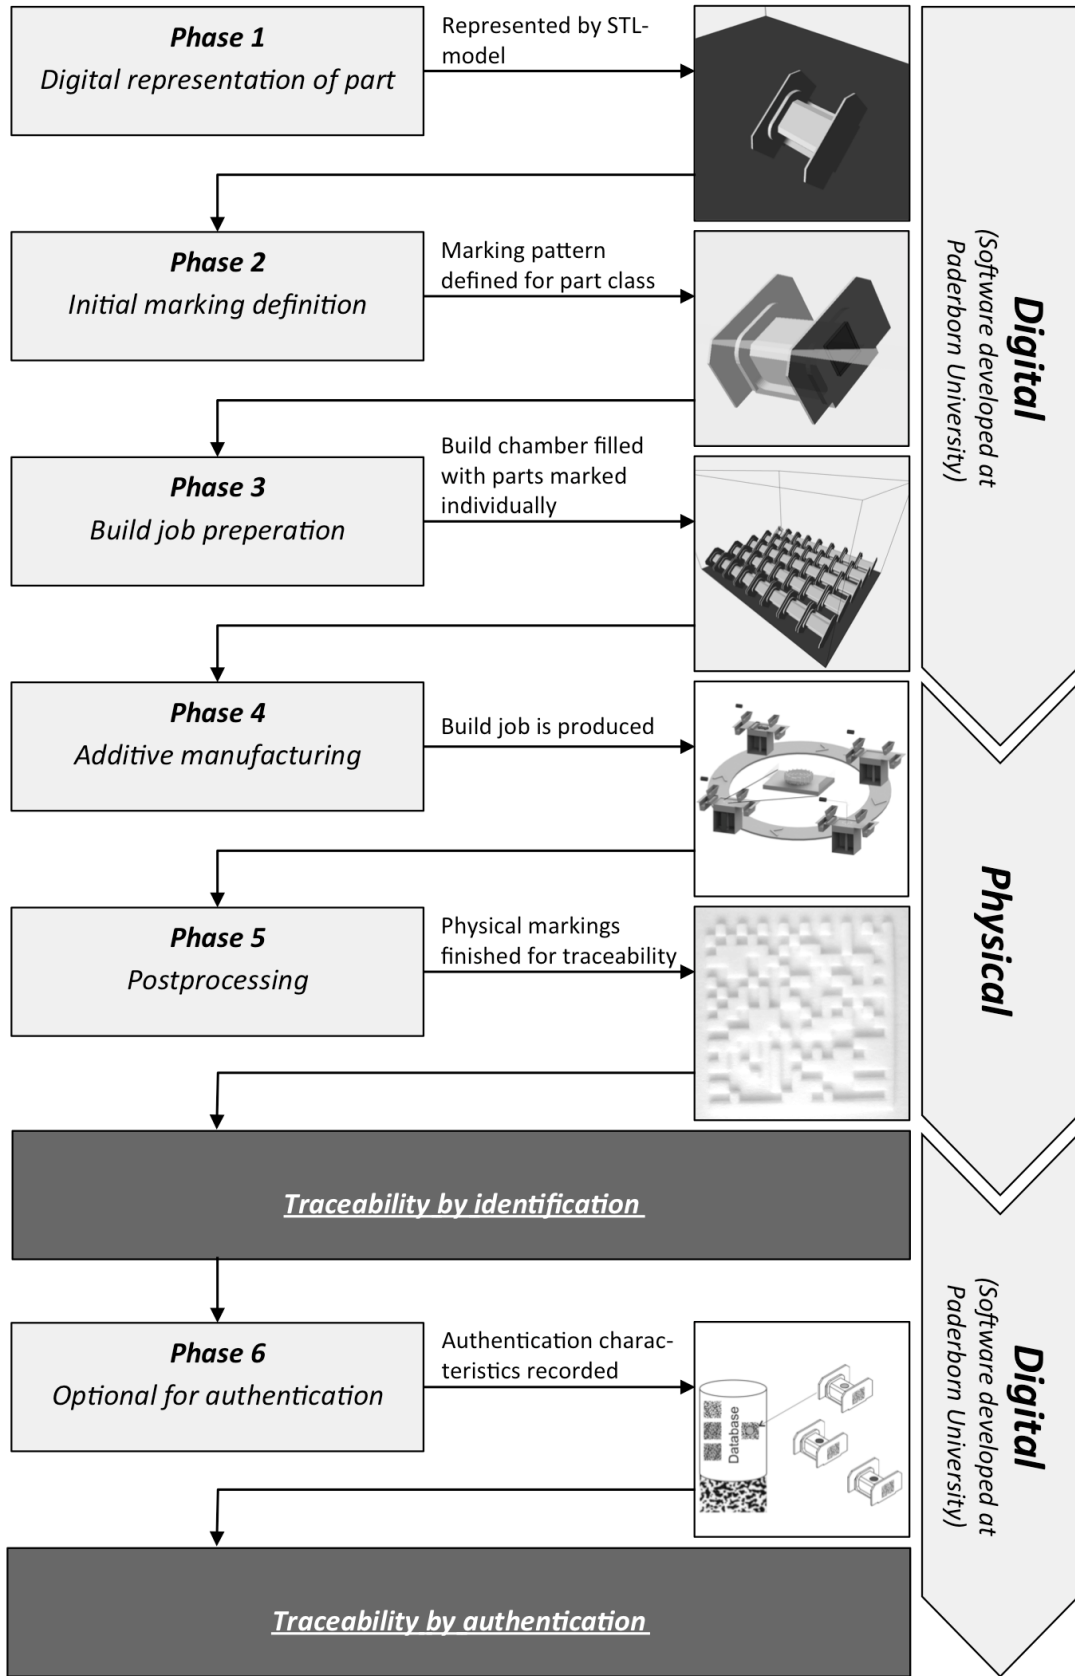 Phase 1
Digital representation of part
Represented by STL-
model
Phase 2
Initial marking definition
Marking pattern
defined for part class
Digital
(Software developed at
Paderborn University)
Phase 3
Build job preperation
Build chamber filled
with parts marked
individually
Phase 4
Additive manufacturing
Build job is produced
Physical
Phase 5
Postprocessing
Physical markings
finished for traceability
Traceability by identification
Phase 6
Optional for authentication
Authentication charac-
teristics recorded
Database
Digital
(Software developed at
Paderborn University)
Traceability by authentication